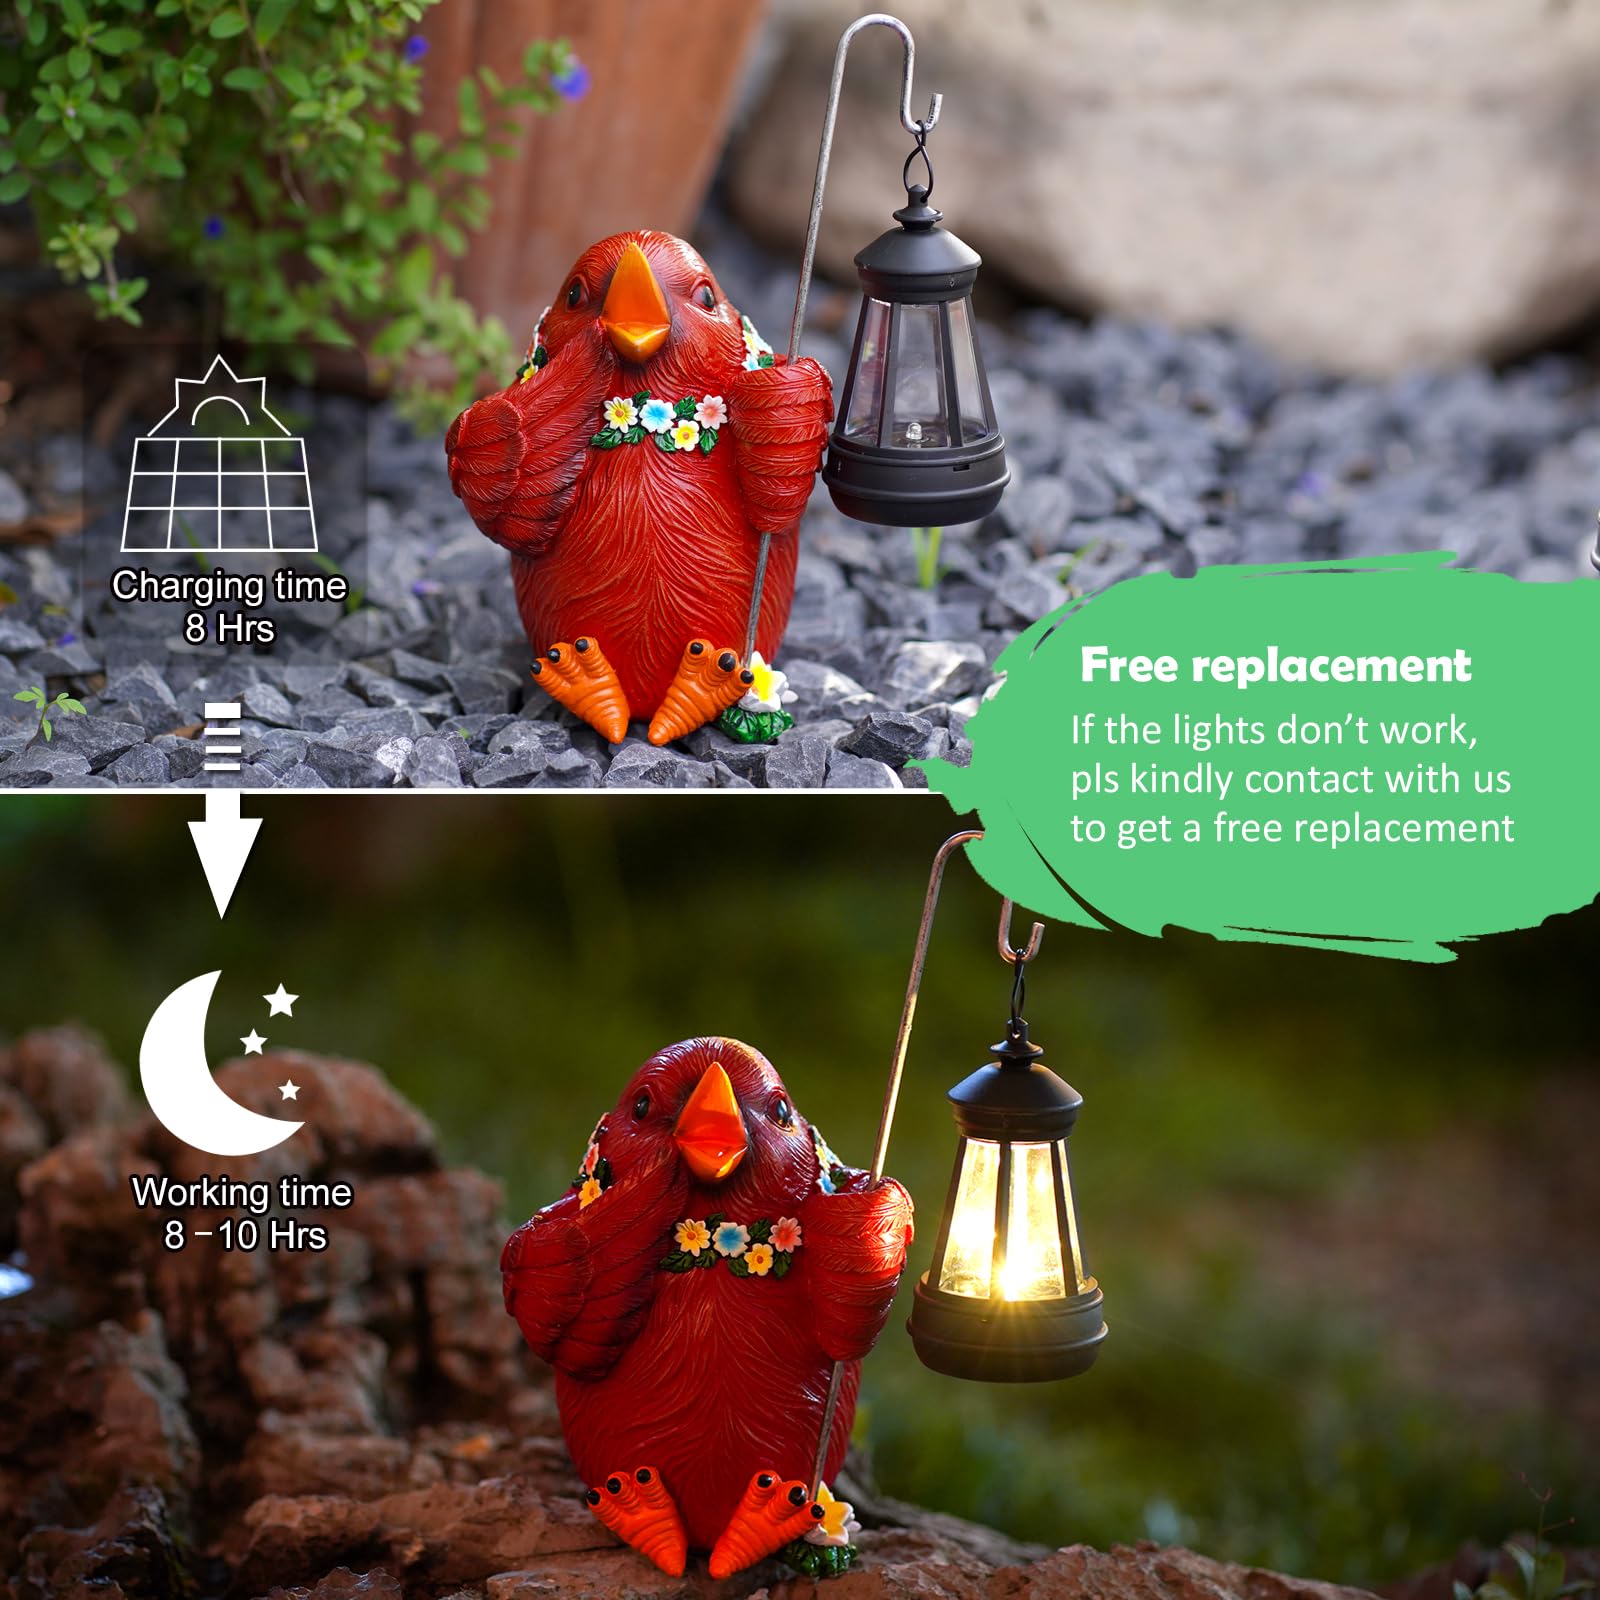 Charging time
8 Hrs
Free replacement
If the lights don’t work,
pls kindly contact with us
to get a free replacement
Working time
8 –10 Hrs